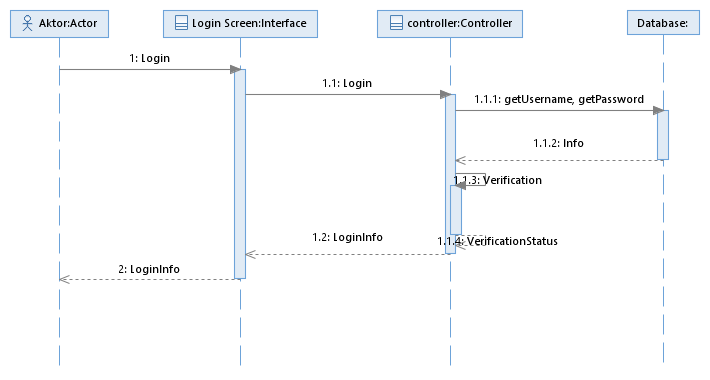 Aktor:Actor
Login Screen:Interface
controller:Controller
Database:
1: Login
1.1: Login
1.1.1: getUsername, getPassword
1.1.2: Info
1.1.3: Verification
1.2: LoginInfo
1.1.4: VerificationStatus
2: LoginInfo